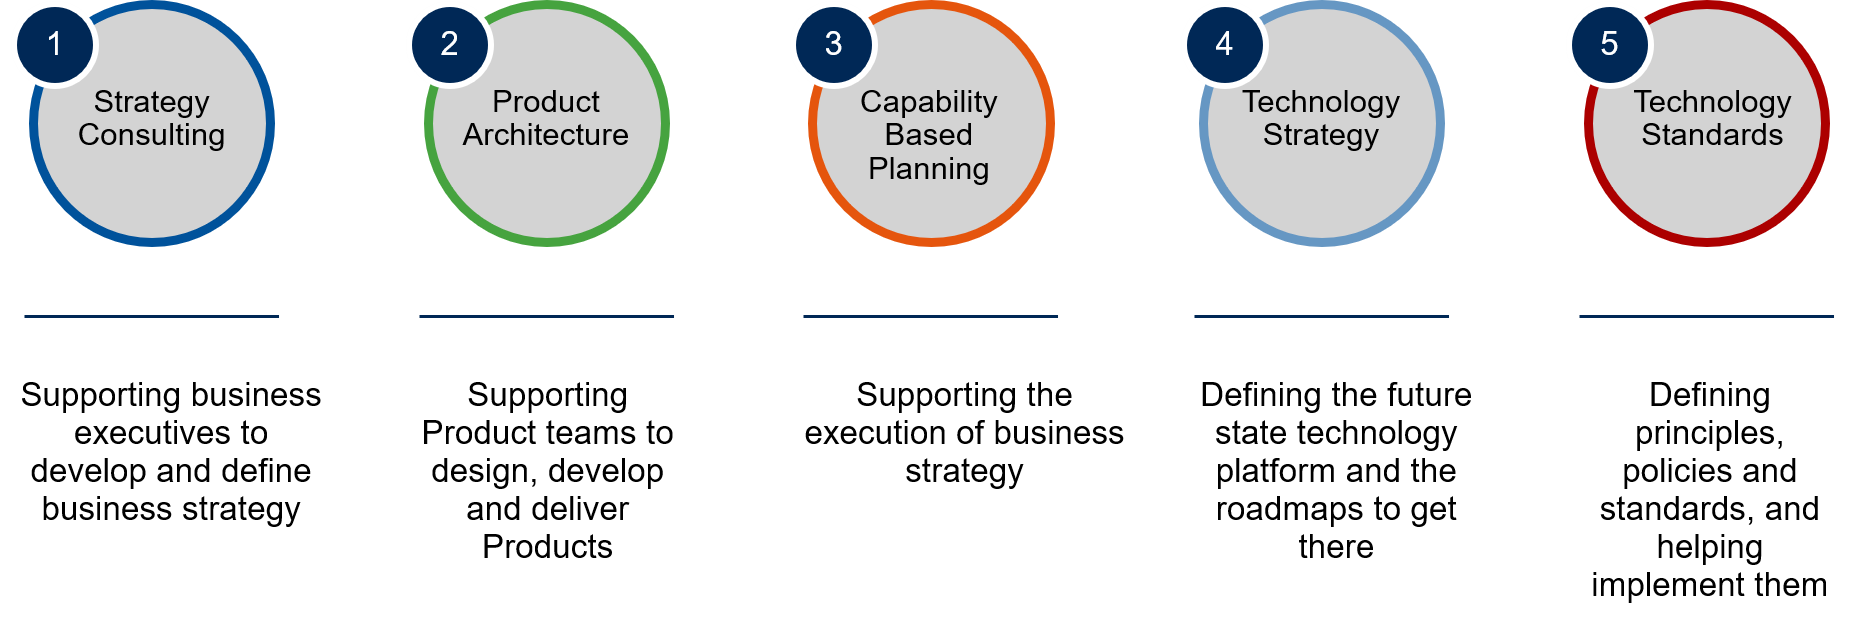 1
Strategy
Consulting
2
Product
Architecture
3
Capability
Based
Planning
4
Technology
Strategy
5
Technology
Standards
Supporting business
executives to
develop and define
business strategy
Supporting
Product teams to
design, develop
and deliver
Products
Supporting the
execution of business
strategy
Defining the future
state technology
platform and the
roadmaps to get
there
Defining
principles,
policies and
standards, and
helping
implement them